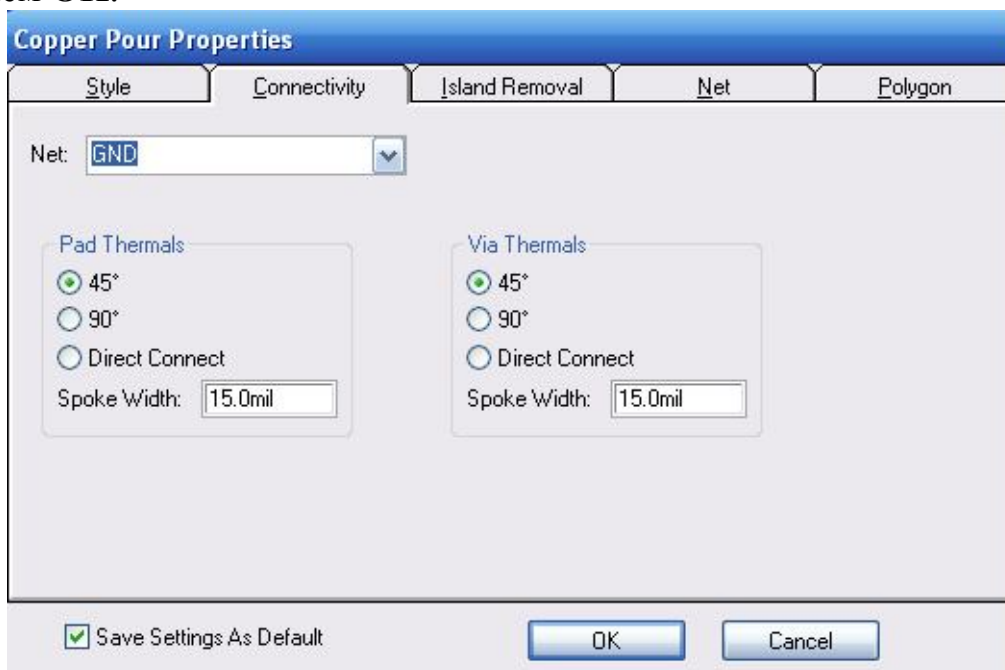 Copper Pour Properties
Style Connectivity Island Removal Net Polygon
Net: GND
Pad Thermals
45°
90°
Direct Connect
Spoke Width: 15.0mil
Via Thermals
45°
90°
Direct Connect
Spoke Width: 15.0mil
Save Settings As Default OK Cancel